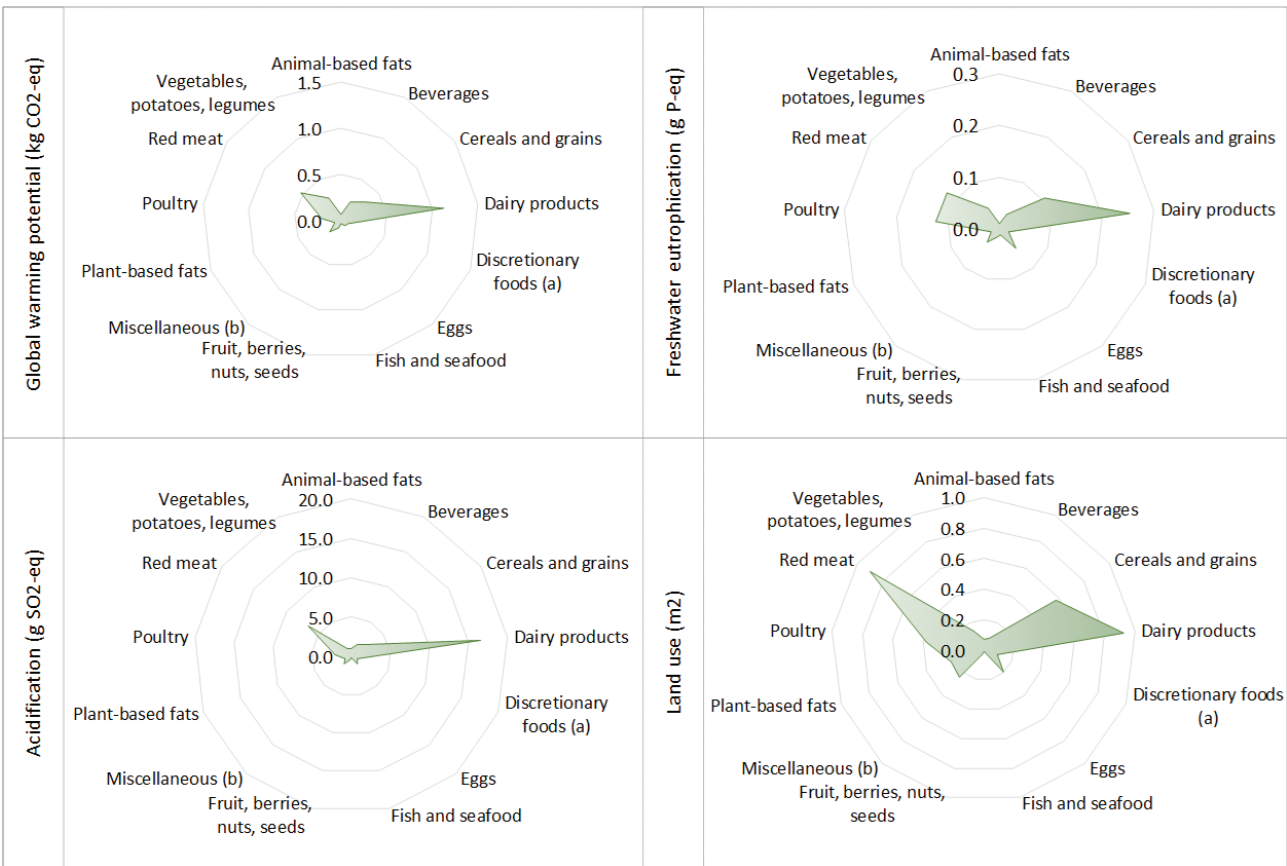 Global warming potential (kg CO2-eq)
Animal-based fats
Beverages
Cereals and grains
Dairy products
Discretionary
foods (a)
Eggs
Fish and seafood
Fruit, berries,
nuts, seeds
Miscellaneous (b)
Plant-based fats
Poultry
Red meat
Vegetables,
potatoes, legumes
1.5
1.0
0.5
0.0
Freshwater eutrophication (g P-eq)
Animal-based fats
Beverages
Cereals and grains
Dairy products
Discretionary
foods (a)
Eggs
Fish and seafood
Fruit, berries,
nuts, seeds
Miscellaneous (b)
Plant-based fats
Poultry
Red meat
Vegetables,
potatoes, legumes
0.3
0.2
0.1
0.0
Acidification (g SO2-eq)
Animal-based fats
Beverages
Cereals and grains
Dairy products
Discretionary
foods (a)
Eggs
Fish and seafood
Fruit, berries,
nuts, seeds
Miscellaneous (b)
Plant-based fats
Poultry
Red meat
Vegetables,
potatoes, legumes
20.0
15.0
10.0
5.0
0.0
Land use (m2)
Animal-based fats
Beverages
Cereals and grains
Dairy products
Discretionary foods
(a)
Eggs
Fish and seafood
Fruit, berries, nuts,
seeds
Miscellaneous (b)
Plant-based fats
Poultry
Red meat
Vegetables,
potatoes, legumes
1.0
0.8
0.6
0.4
0.2
0.0